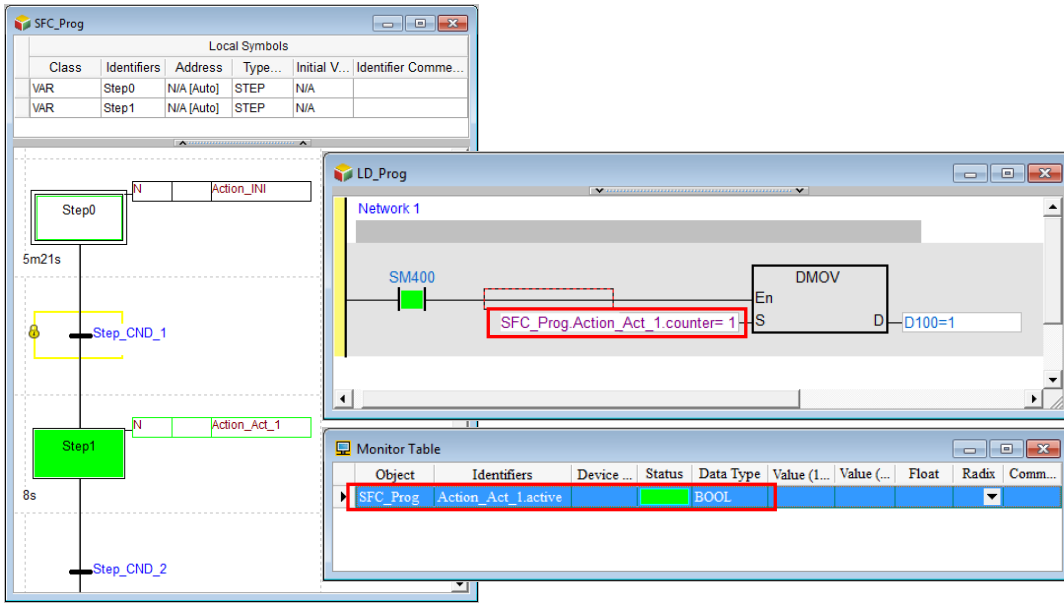 SFC_Prog
Local Symbols
Class Identifiers Address Type... Initial V... Identifier Comme...
VAR Step0 N/A [Auto] STEP N/A
VAR Step1 N/A [Auto] STEP N/A
N Action_INI
Step0
5m21s
Step_CND_1
N Action_Act_1
Step1
8s
Step_CND_2
LD_Prog
Network 1
SM400
DMOV
En
SFC_Prog.Action_Act_1.counter= 1 S D D100=1
Monitor Table
Object Identifiers Device ... Status Data Type Value (1... Value (... Float Radix Comm...
SFC_Prog Action_Act_1.active BOOL